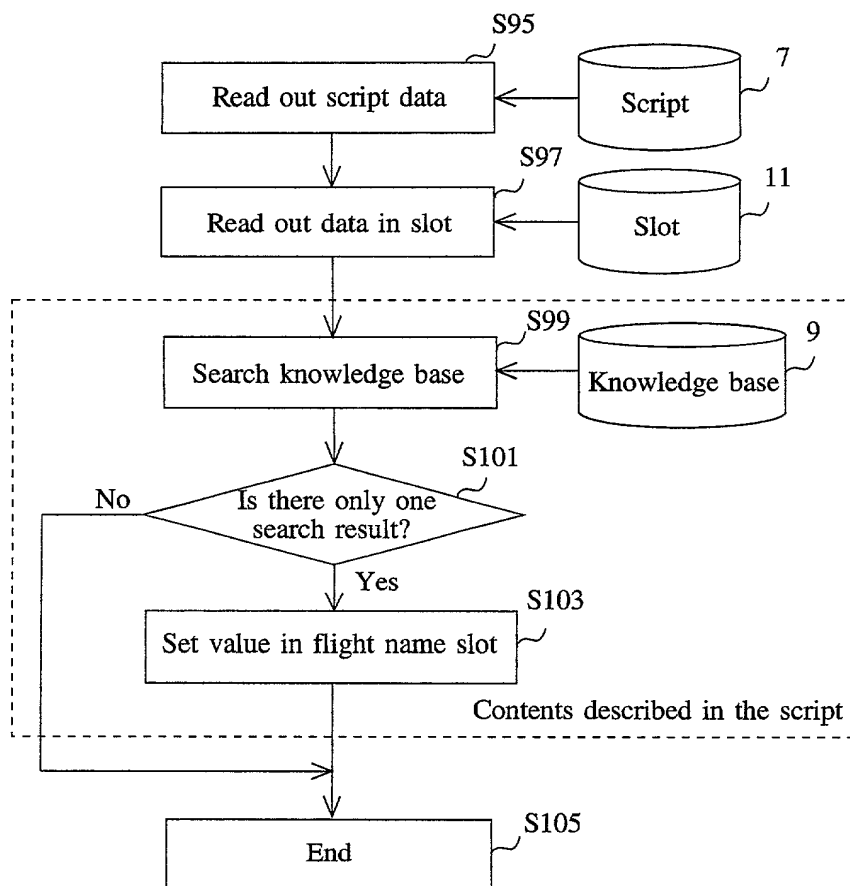 S95
7
Read out script data
Script
S97
11
Read out data in slot
Slot
S99
9
Search knowledge base
Knowledge base
S101
No
Is there only one
search result?
Yes
S103
Set value in flight name slot
Contents described in the script
S105
End